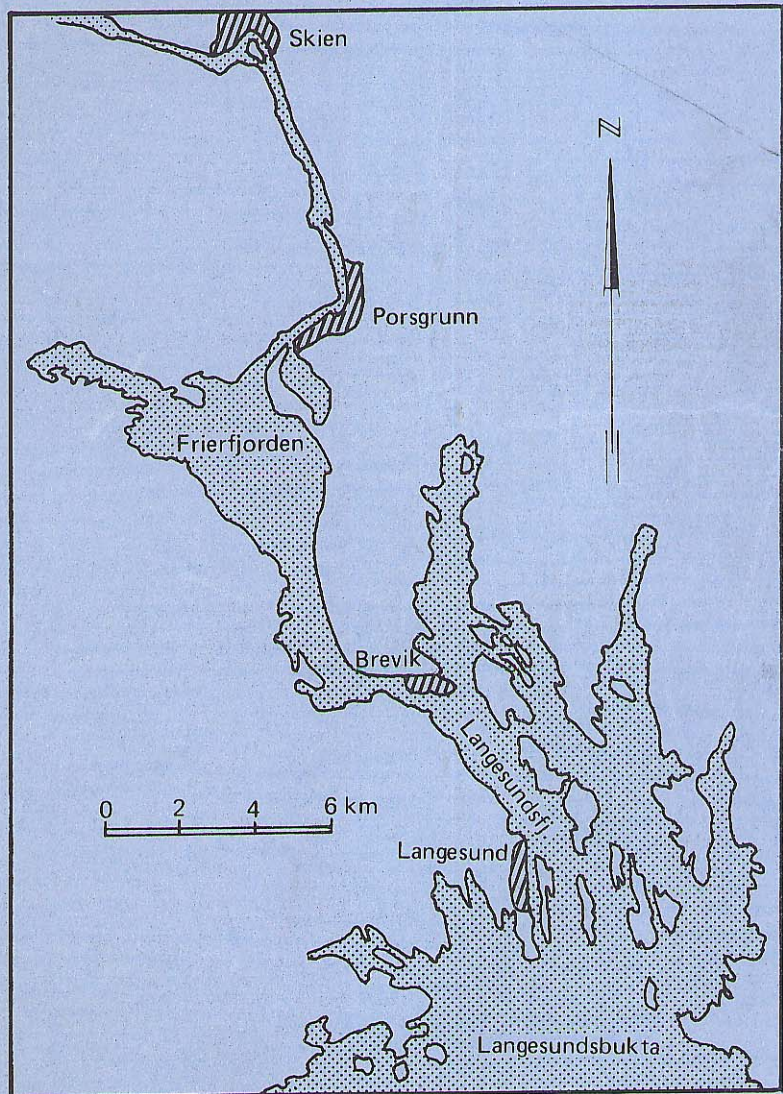 Skien
N
Porsgrunn
Frierfjorden
Brevik
Langesundsfj
0 2 4 6 km
Langesund
Langesundsbukta